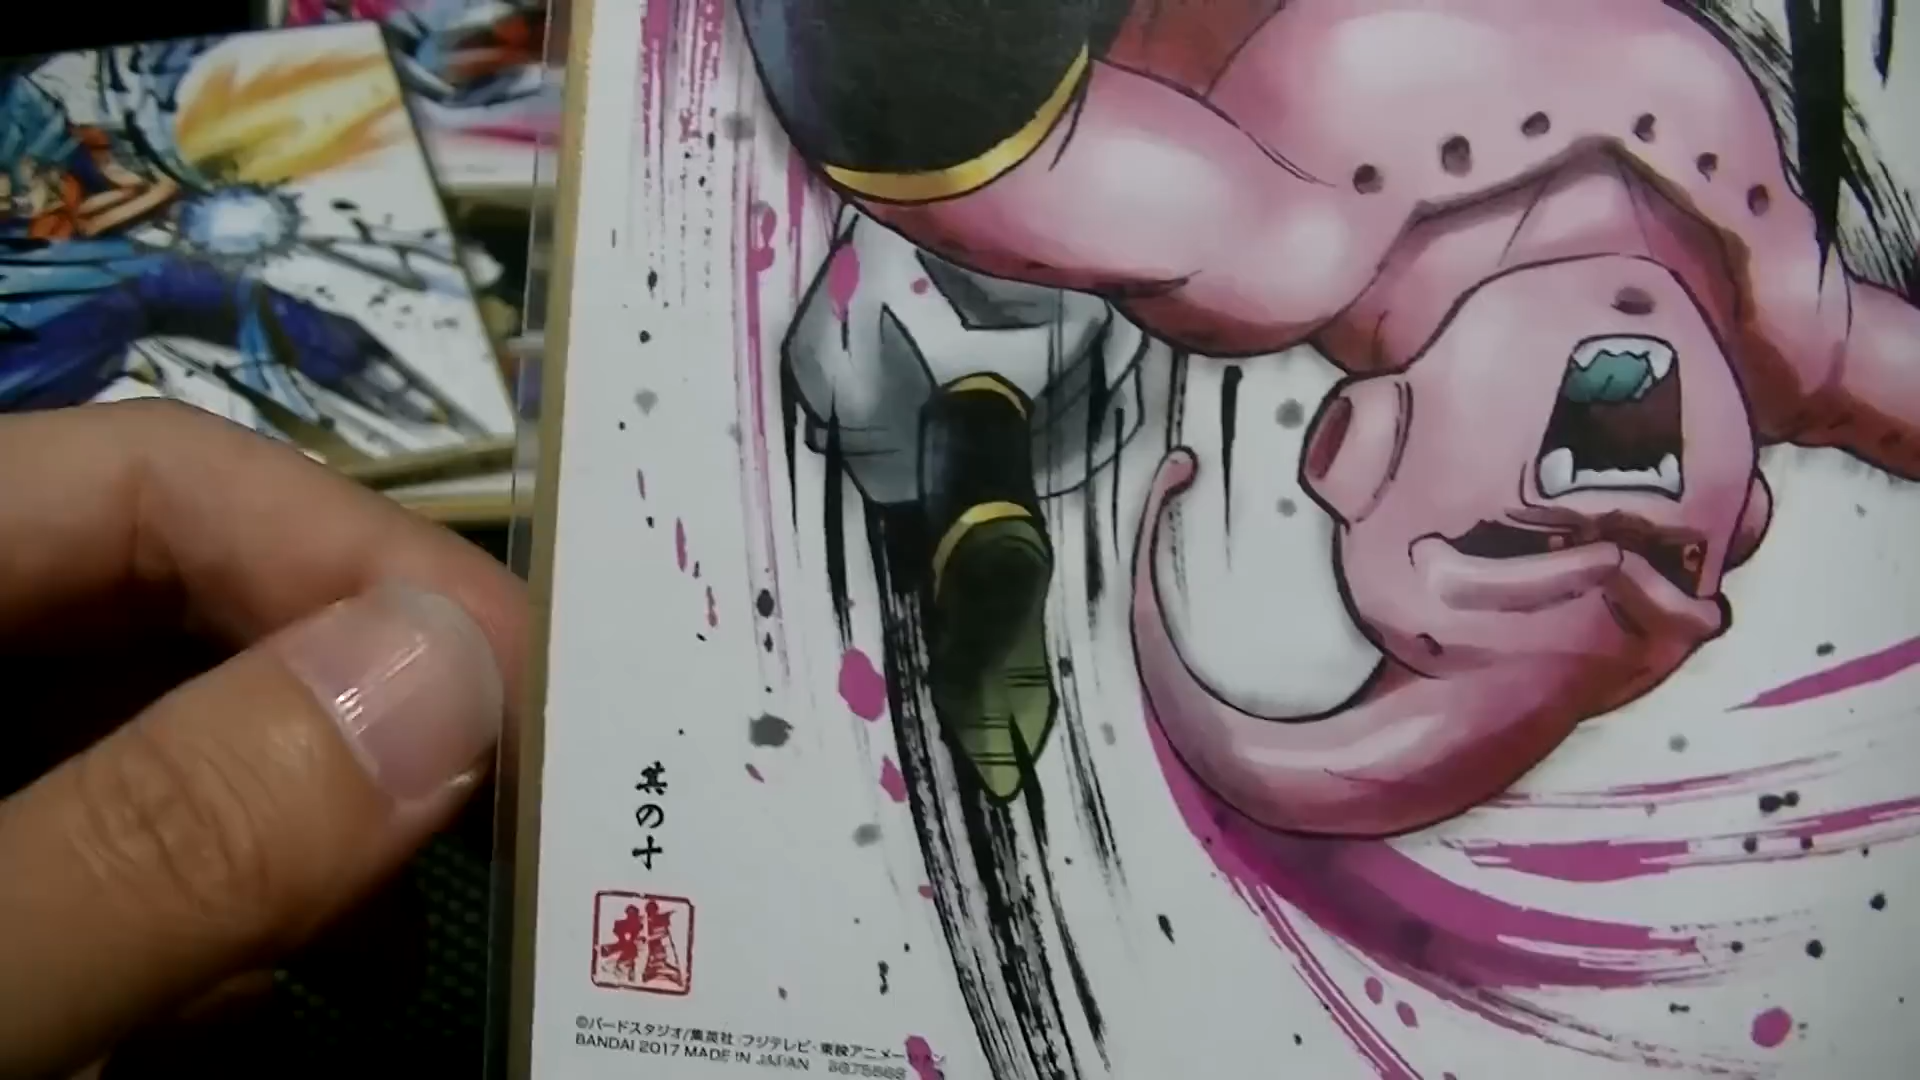 其の十
龍
©バードスタジオ/集英社・フジテレビ・東映アニメーション
BANDAI 2017 MADE IN JAPAN